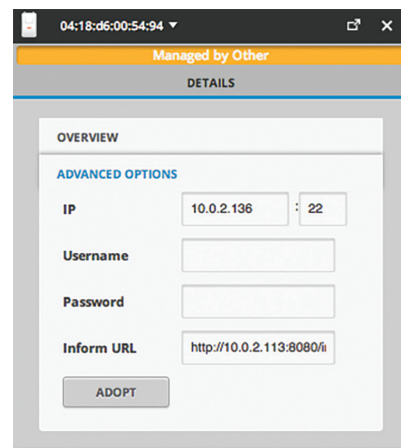 04:18:d6:00:54:94
Managed by Other
DETAILS
OVERVIEW
ADVANCED OPTIONS
IP 10.0.2.136 : 22
Username
Password
Inform URL http://10.0.2.113:8080/i
ADOPT